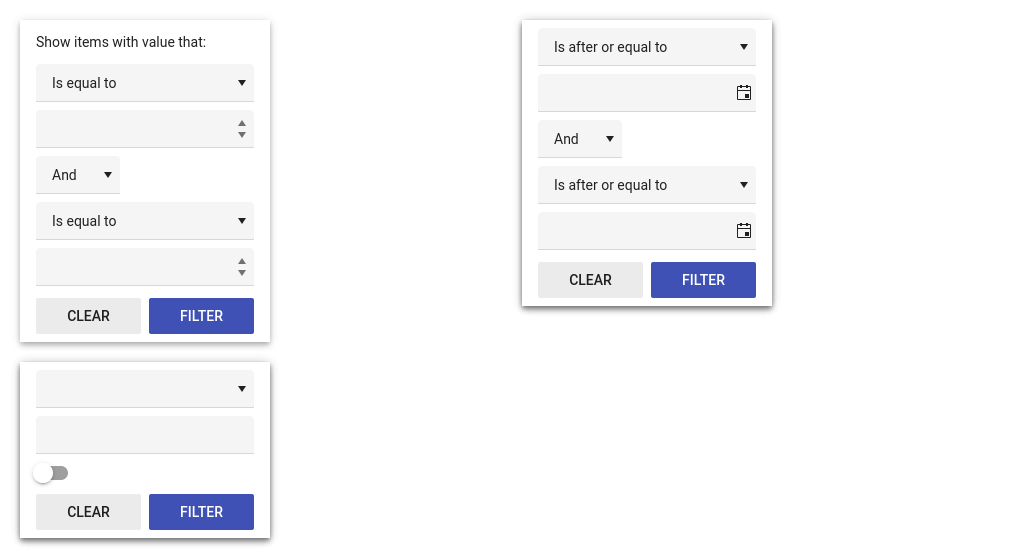 Show items with value that:
Is equal to
And
Is equal to
CLEAR FILTER
Is after or equal to
And
Is after or equal to
CLEAR FILTER
CLEAR FILTER